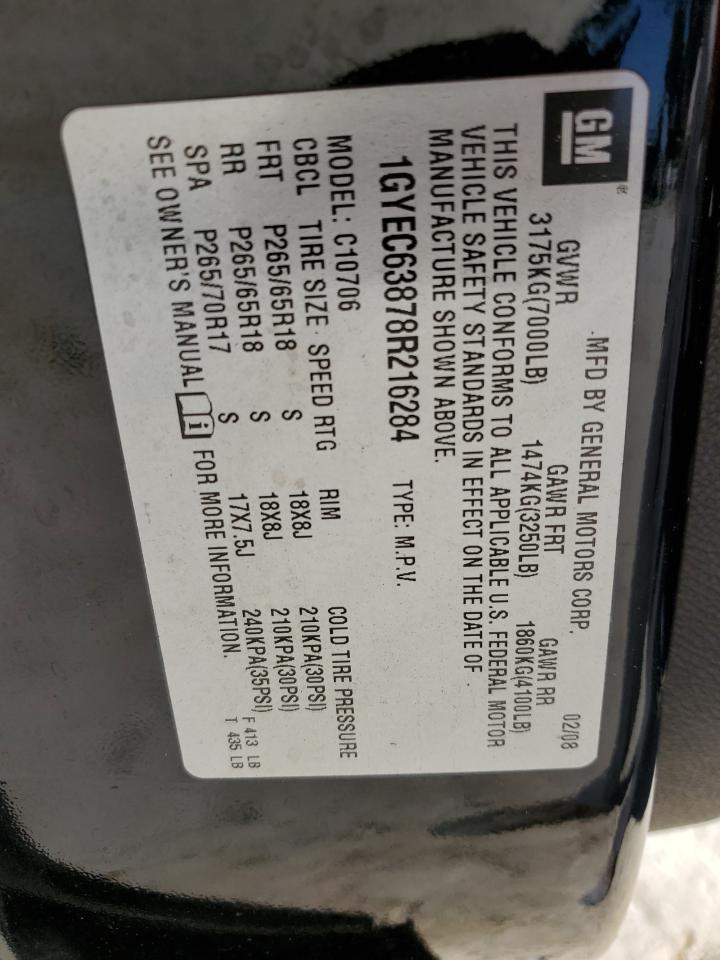 GM
MFD BY GENERAL MOTORS CORP. 02/08
GVWR GAWR FRT GAWR RR
3175KG(7000LB) 1474KG(3250LB) 1860KG(4100LB)
THIS VEHICLE CONFORMS TO ALL APPLICABLE U.S. FEDERAL MOTOR
VEHICLE SAFETY STANDARDS IN EFFECT ON THE DATE OF
MANUFACTURE SHOWN ABOVE.
1GYEC63878R216284 TYPE: M.P.V.
MODEL: C10706
CBCL TIRE SIZE SPEED RTG RIM COLD TIRE PRESSURE
FRT P265/65R18 S 18X8J 210KPA(30PSI)
RR P265/65R18 S 18X8J 210KPA(30PSI)
SPA P265/70R17 S 17X7.5J 240KPA(35PSI) F 413 LB
SEE OWNER'S MANUAL i FOR MORE INFORMATION. T 435 LB